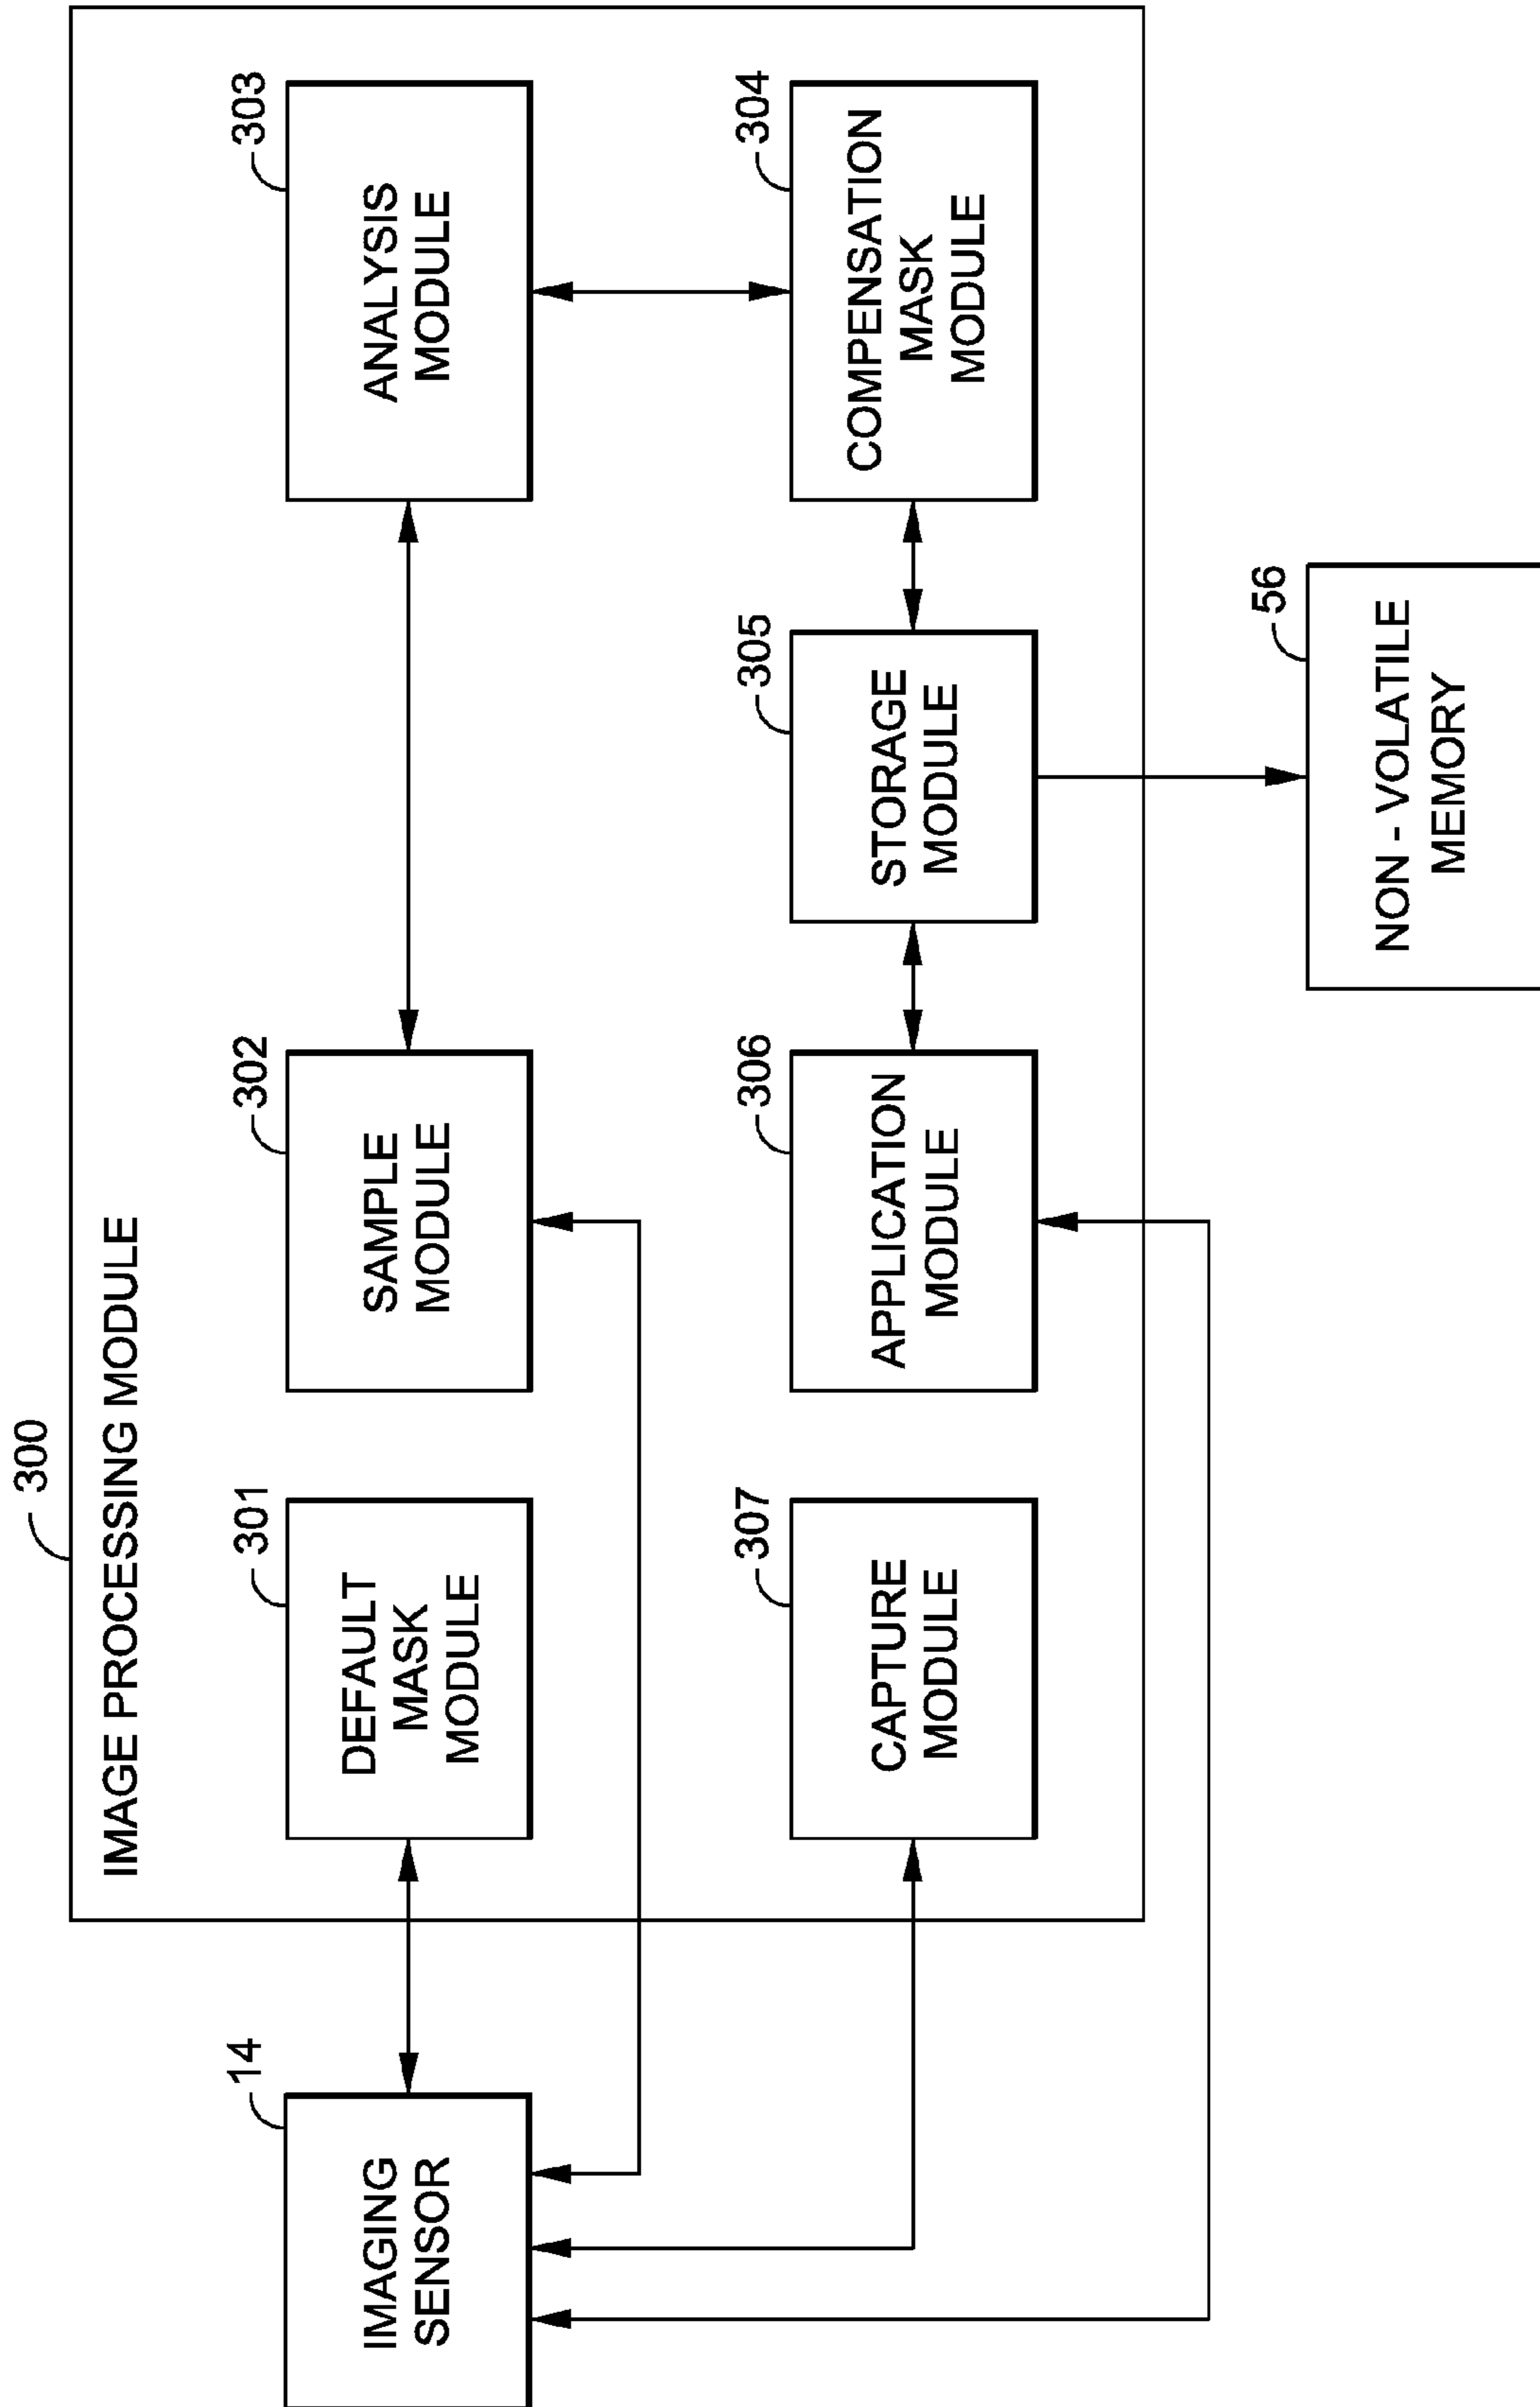 300
IMAGE PROCESSING MODULE
14
IMAGING
SENSOR
301
DEFAULT
MASK
MODULE
302
SAMPLE
MODULE
303
ANALYSIS
MODULE
307
CAPTURE
MODULE
306
APPLICATION
MODULE
305
STORAGE
MODULE
304
COMPENSATION
MASK
MODULE
56
NON - VOLATILE
MEMORY